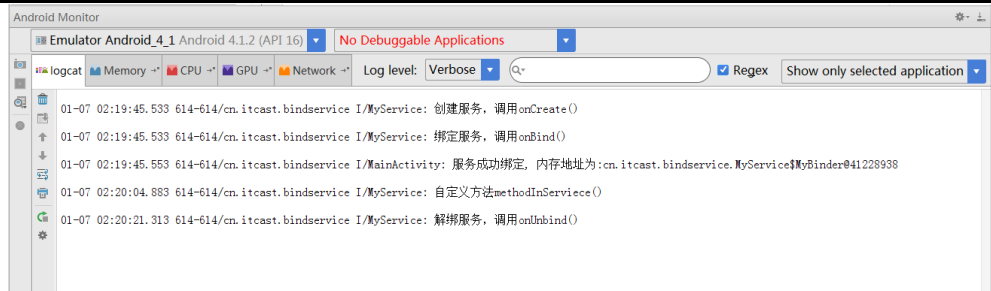 Android Monitor
Emulator Android_4_1 Android 4.1.2 (API 16) No Debuggable Applications
logcat Memory CPU GPU Network Log level: Verbose Regex Show only selected application
01-07 02:19:45.533 614-614/cn.itcast.bindservice I/MyService: 创建服务，调用onCreate()
01-07 02:19:45.533 614-614/cn.itcast.bindservice I/MyService: 绑定服务，调用onBind()
01-07 02:19:45.553 614-614/cn.itcast.bindservice I/MainActivity: 服务成功绑定, 内存地址为:cn.itcast.bindservice.MyService$MyBinder@41228938
01-07 02:20:04.883 614-614/cn.itcast.bindservice I/MyService: 自定义方法methodInServiece()
01-07 02:20:21.313 614-614/cn.itcast.bindservice I/MyService: 解绑服务，调用onUnbind()